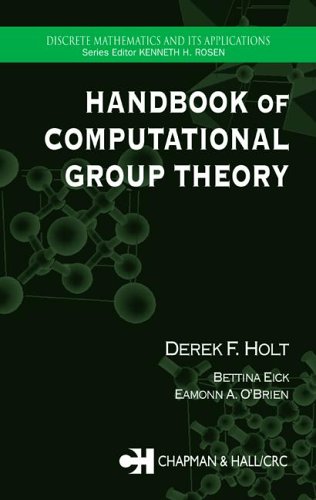 DISCRETE MATHEMATICS AND ITS APPLICATIONS
Series Editor KENNETH H. ROSEN
HANDBOOK OF
COMPUTATIONAL
GROUP THEORY
DEREK F. HOLT
BETTINA EICK
EAMONN A. O'BRIEN
CH CHAPMAN & HALL/CRC